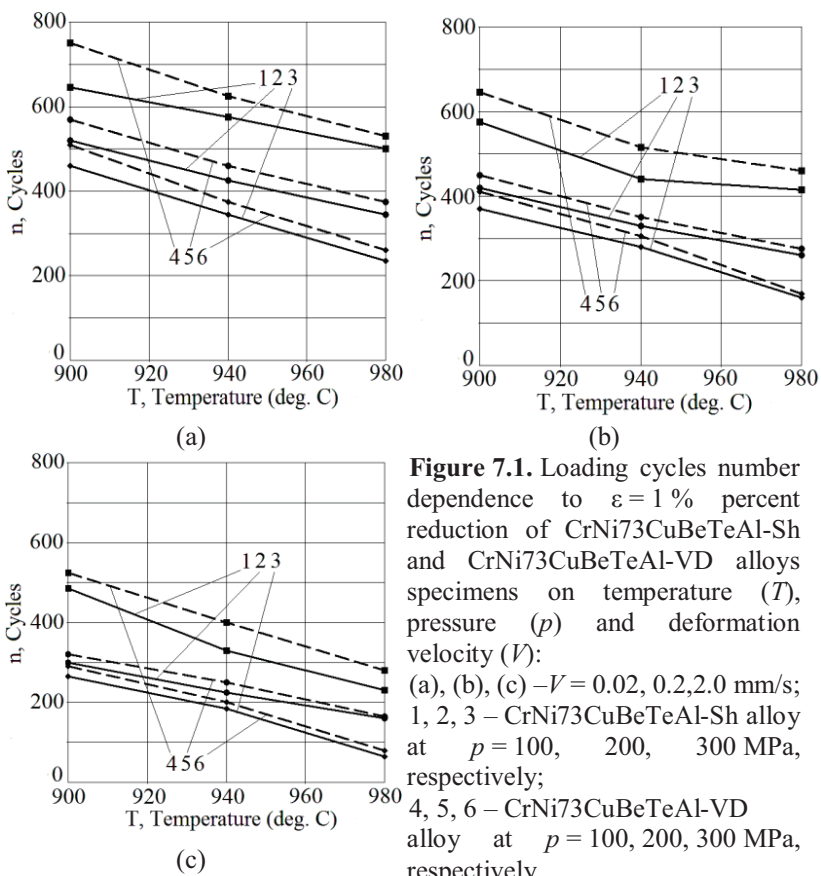 800
600
400
200
0
n, Cycles
1 2 3
4 5 6
900 920 940 960 980
T, Temperature (deg. C)
(a)
800
600
400
200
0
n, Cycles
1 2 3
4 5 6
900 920 940 960 980
T, Temperature (deg. C)
(b)
800
600
400
200
0
n, Cycles
1 2 3
4 5 6
900 920 940 960 980
T, Temperature (deg. C)
(c)
Figure 7.1. Loading cycles number
dependence to ε = 1 % percent
reduction of CrNi73CuBeTeAl-Sh
and CrNi73CuBeTeAl-VD alloys
specimens on temperature (T),
pressure (p) and deformation
velocity (V):
(a), (b), (c) –V = 0.02, 0.2,2.0 mm/s;
1, 2, 3 – CrNi73CuBeTeAl-Sh alloy
at p = 100, 200, 300 MPa,
respectively;
4, 5, 6 – CrNi73CuBeTeAl-VD
alloy at p = 100, 200, 300 MPa,
respectively